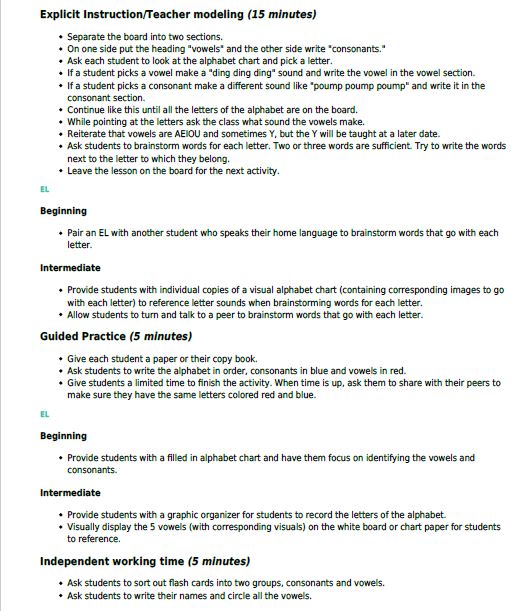 Explicit Instruction/Teacher modeling (15 minutes)
• Separate the board into two sections.
• On one side put the heading "vowels" and the other side write "consonants."
• Ask each student to look at the alphabet chart and pick a letter.
• If a student picks a vowel make a "ding ding ding" sound and write the vowel in the vowel section.
• If a student picks a consonant make a different sound like "poump poump poump" and write it in the
consonant section.
• Continue like this until all the letters of the alphabet are on the board.
• While pointing at the letters ask the class what sound the vowels make.
• Reiterate that vowels are AEIOU and sometimes Y, but the Y will be taught at a later date.
• Ask students to brainstorm words for each letter. Two or three words are sufficient. Try to write the words
next to the letter to which they belong.
• Leave the lesson on the board for the next activity.
EL
Beginning
• Pair an EL with another student who speaks their home language to brainstorm words that go with each
letter.
Intermediate
• Provide students with individual copies of a visual alphabet chart (containing corresponding images to go
with each letter) to reference letter sounds when brainstorming words for each letter.
• Allow students to turn and talk to a peer to brainstorm words that go with each letter.
Guided Practice (5 minutes)
• Give each student a paper or their copy book.
• Ask students to write the alphabet in order, consonants in blue and vowels in red.
• Give students a limited time to finish the activity. When time is up, ask them to share with their peers to
make sure they have the same letters colored red and blue.
EL
Beginning
• Provide students with a filled in alphabet chart and have them focus on identifying the vowels and
consonants.
Intermediate
• Provide students with a graphic organizer for students to record the letters of the alphabet.
• Visually display the 5 vowels (with corresponding visuals) on the white board or chart paper for students
to reference.
Independent working time (5 minutes)
• Ask students to sort out flash cards into two groups, consonants and vowels.
• Ask students to write their names and circle all the vowels.